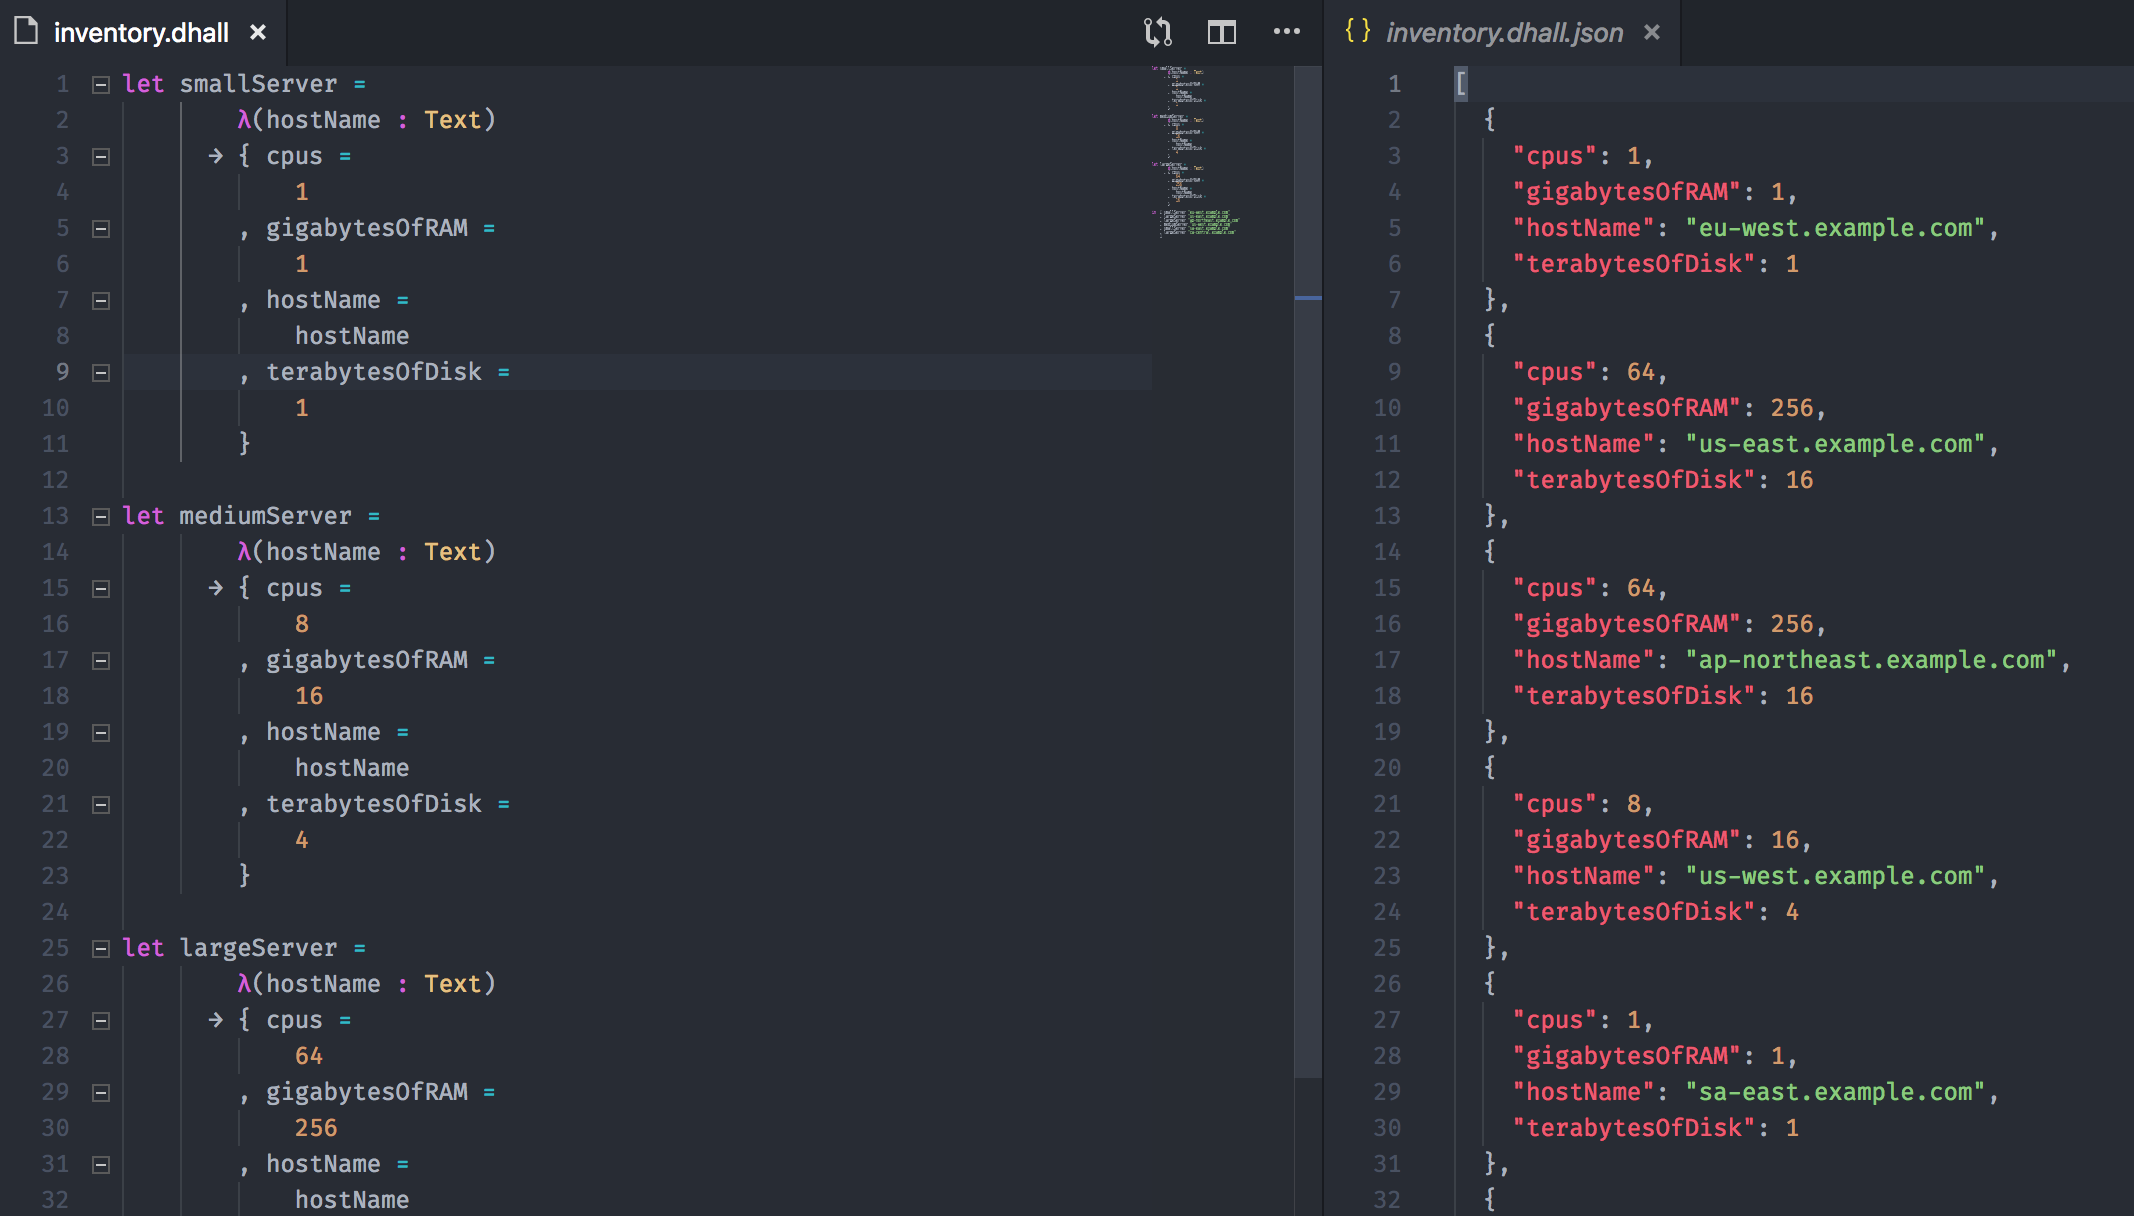 inventory.dhall ×
1 let smallServer =
2 λ(hostName : Text)
3 → { cpus =
4 1
5 , gigabytesOfRAM =
6 1
7 , hostName =
8 hostName
9 , terabytesOfDisk =
10 1
11 }
12
13 let mediumServer =
14 λ(hostName : Text)
15 → { cpus =
16 8
17 , gigabytesOfRAM =
18 16
19 , hostName =
20 hostName
21 , terabytesOfDisk =
22 4
23 }
24
25 let largeServer =
26 λ(hostName : Text)
27 → { cpus =
28 64
29 , gigabytesOfRAM =
30 256
31 , hostName =
32 hostName
{} inventory.dhall.json ×
1 [
2 {
3 "cpus": 1,
4 "gigabytesOfRAM": 1,
5 "hostName": "eu-west.example.com",
6 "terabytesOfDisk": 1
7 },
8 {
9 "cpus": 64,
10 "gigabytesOfRAM": 256,
11 "hostName": "us-east.example.com",
12 "terabytesOfDisk": 16
13 },
14 {
15 "cpus": 64,
16 "gigabytesOfRAM": 256,
17 "hostName": "ap-northeast.example.com",
18 "terabytesOfDisk": 16
19 },
20 {
21 "cpus": 8,
22 "gigabytesOfRAM": 16,
23 "hostName": "us-west.example.com",
24 "terabytesOfDisk": 4
25 },
26 {
27 "cpus": 1,
28 "gigabytesOfRAM": 1,
29 "hostName": "sa-east.example.com",
30 "terabytesOfDisk": 1
31 },
32 {